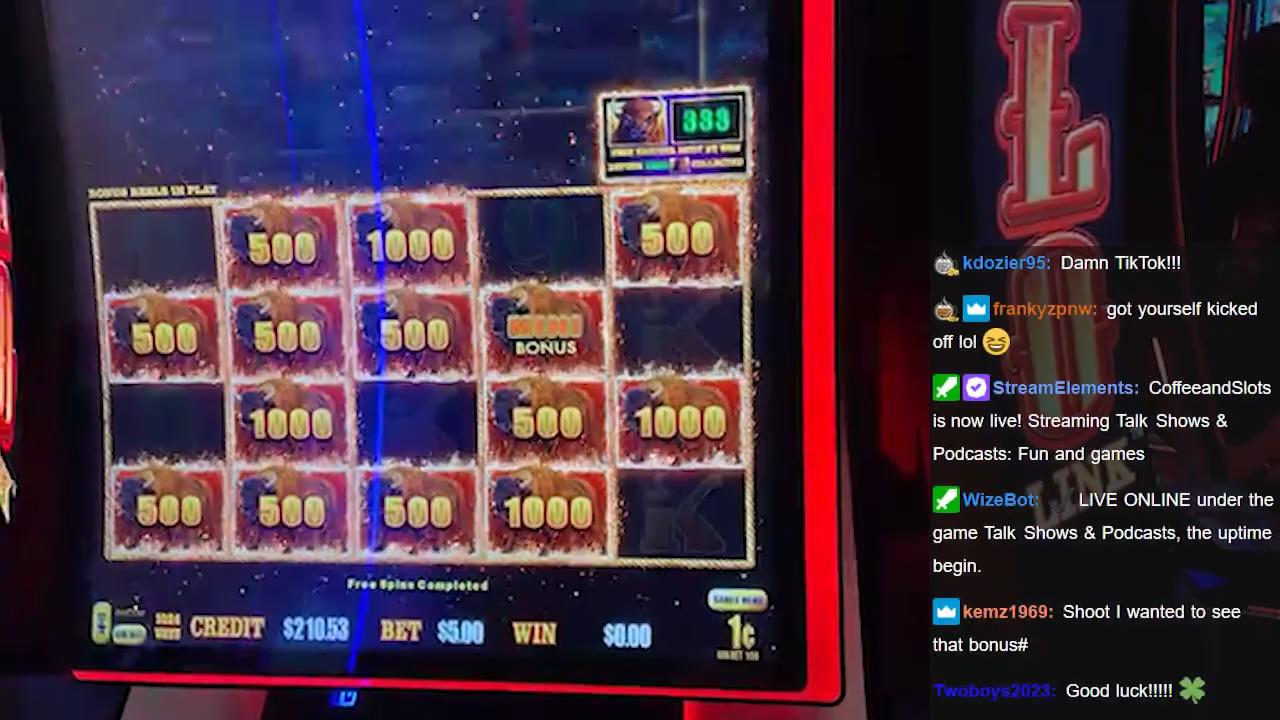 333
BONUS REELS IN PLAY
500 1000 500
500 500 500 MINI
BONUS
1000 500 1000
500 500 500 1000
Free Spins Completed
CREDIT $210.53 BET $5.00 WIN $0.00
1¢
L
O
LINK
kdozier95: Damn TikTok!!!
frankyzpnw: got yourself kicked
off lol 😆
StreamElements: CoffeeandSlots
is now live! Streaming Talk Shows &
Podcasts: Fun and games
WizeBot: LIVE ONLINE under the
game Talk Shows & Podcasts, the uptime
begin.
kemz1969: Shoot I wanted to see
that bonus#
Twoboys2023: Good luck!!!!! 🍀